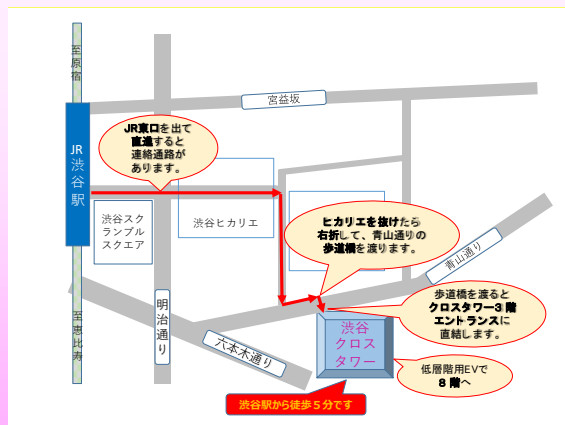 至原宿
宮益坂
JR東口を出て
直進すると
連絡通路が
あります。
JR
渋谷駅
渋谷スク
ランブル
スクエア
渋谷ヒカリエ
ヒカリエを抜けたら
右折して、青山通りの
歩道橋を渡ります。
青山通り
至恵比寿
明治通り
六本木通り
渋谷
クロス
タワー
歩道橋を渡ると
クロスタワー3階
エントランスに
直結します。
低層階用EVで
8階へ
渋谷駅から徒歩5分です